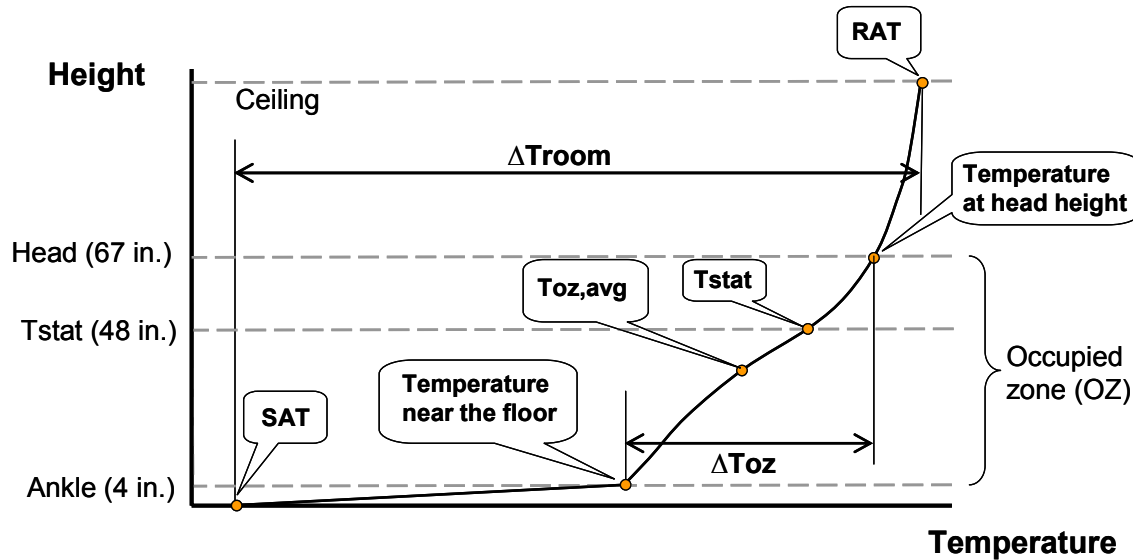 RAT
Height
Ceiling
ΔTroom
Temperature
at head height
Head (67 in.)
Toz,avg
Tstat
Tstat (48 in.)
Occupied
zone (OZ)
Temperature
near the floor
SAT
ΔToz
Ankle (4 in.)
Temperature